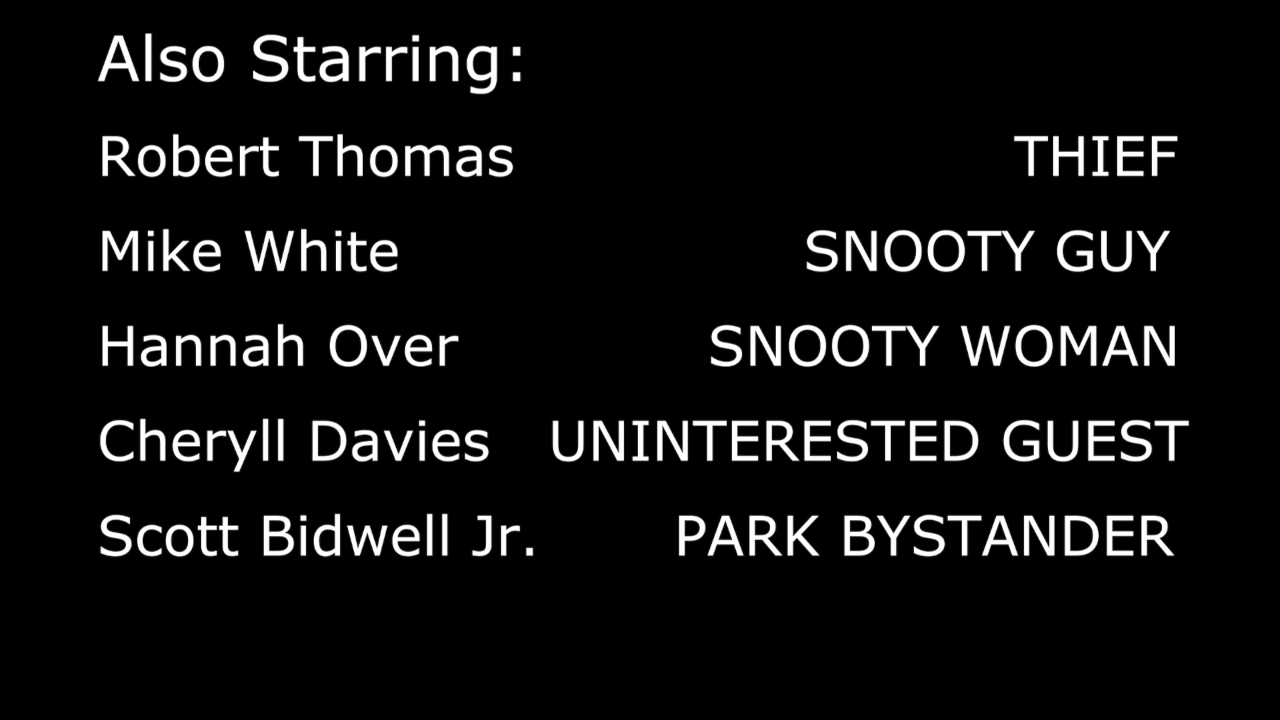 Also Starring:
Robert Thomas THIEF
Mike White SNOOTY GUY
Hannah Over SNOOTY WOMAN
Cheryll Davies UNINTERESTED GUEST
Scott Bidwell Jr. PARK BYSTANDER